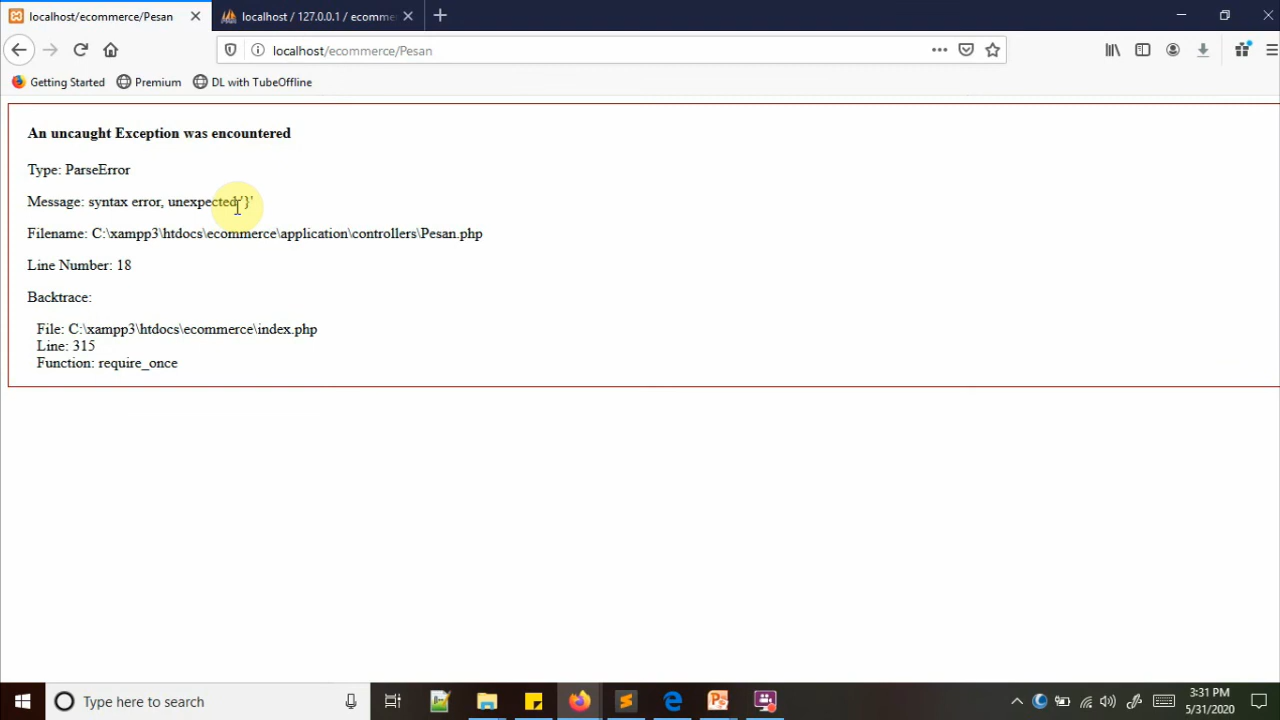 localhost/ecommerce/Pesan
localhost / 127.0.0.1 / ecomme
localhost/ecommerce/Pesan
Getting Started
Premium
DL with TubeOffline
An uncaught Exception was encountered
Type: ParseError
Message: syntax error, unexpected '}'
Filename: C:\xampp3\htdocs\ecommerce\application\controllers\Pesan.php
Line Number: 18
Backtrace:
File: C:\xampp3\htdocs\ecommerce\index.php
Line: 315
Function: require_once
Type here to search
3:31 PM
5/31/2020